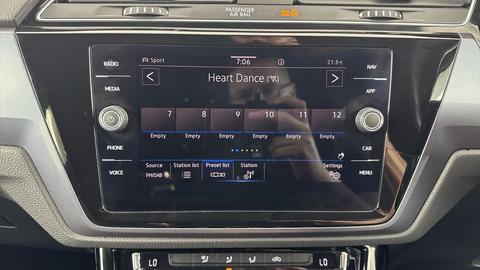 PASSENGER
AIR BAG
RADIO
MEDIA
PHONE
VOICE
NAV
APP
CAR
MENU
Sport
7:06
21.5°C
Heart Dance
7 8 9 10 11 12
Empty Empty Empty Empty Empty Empty
Source Station list Preset list Station Settings
FM/DAB
LO LO